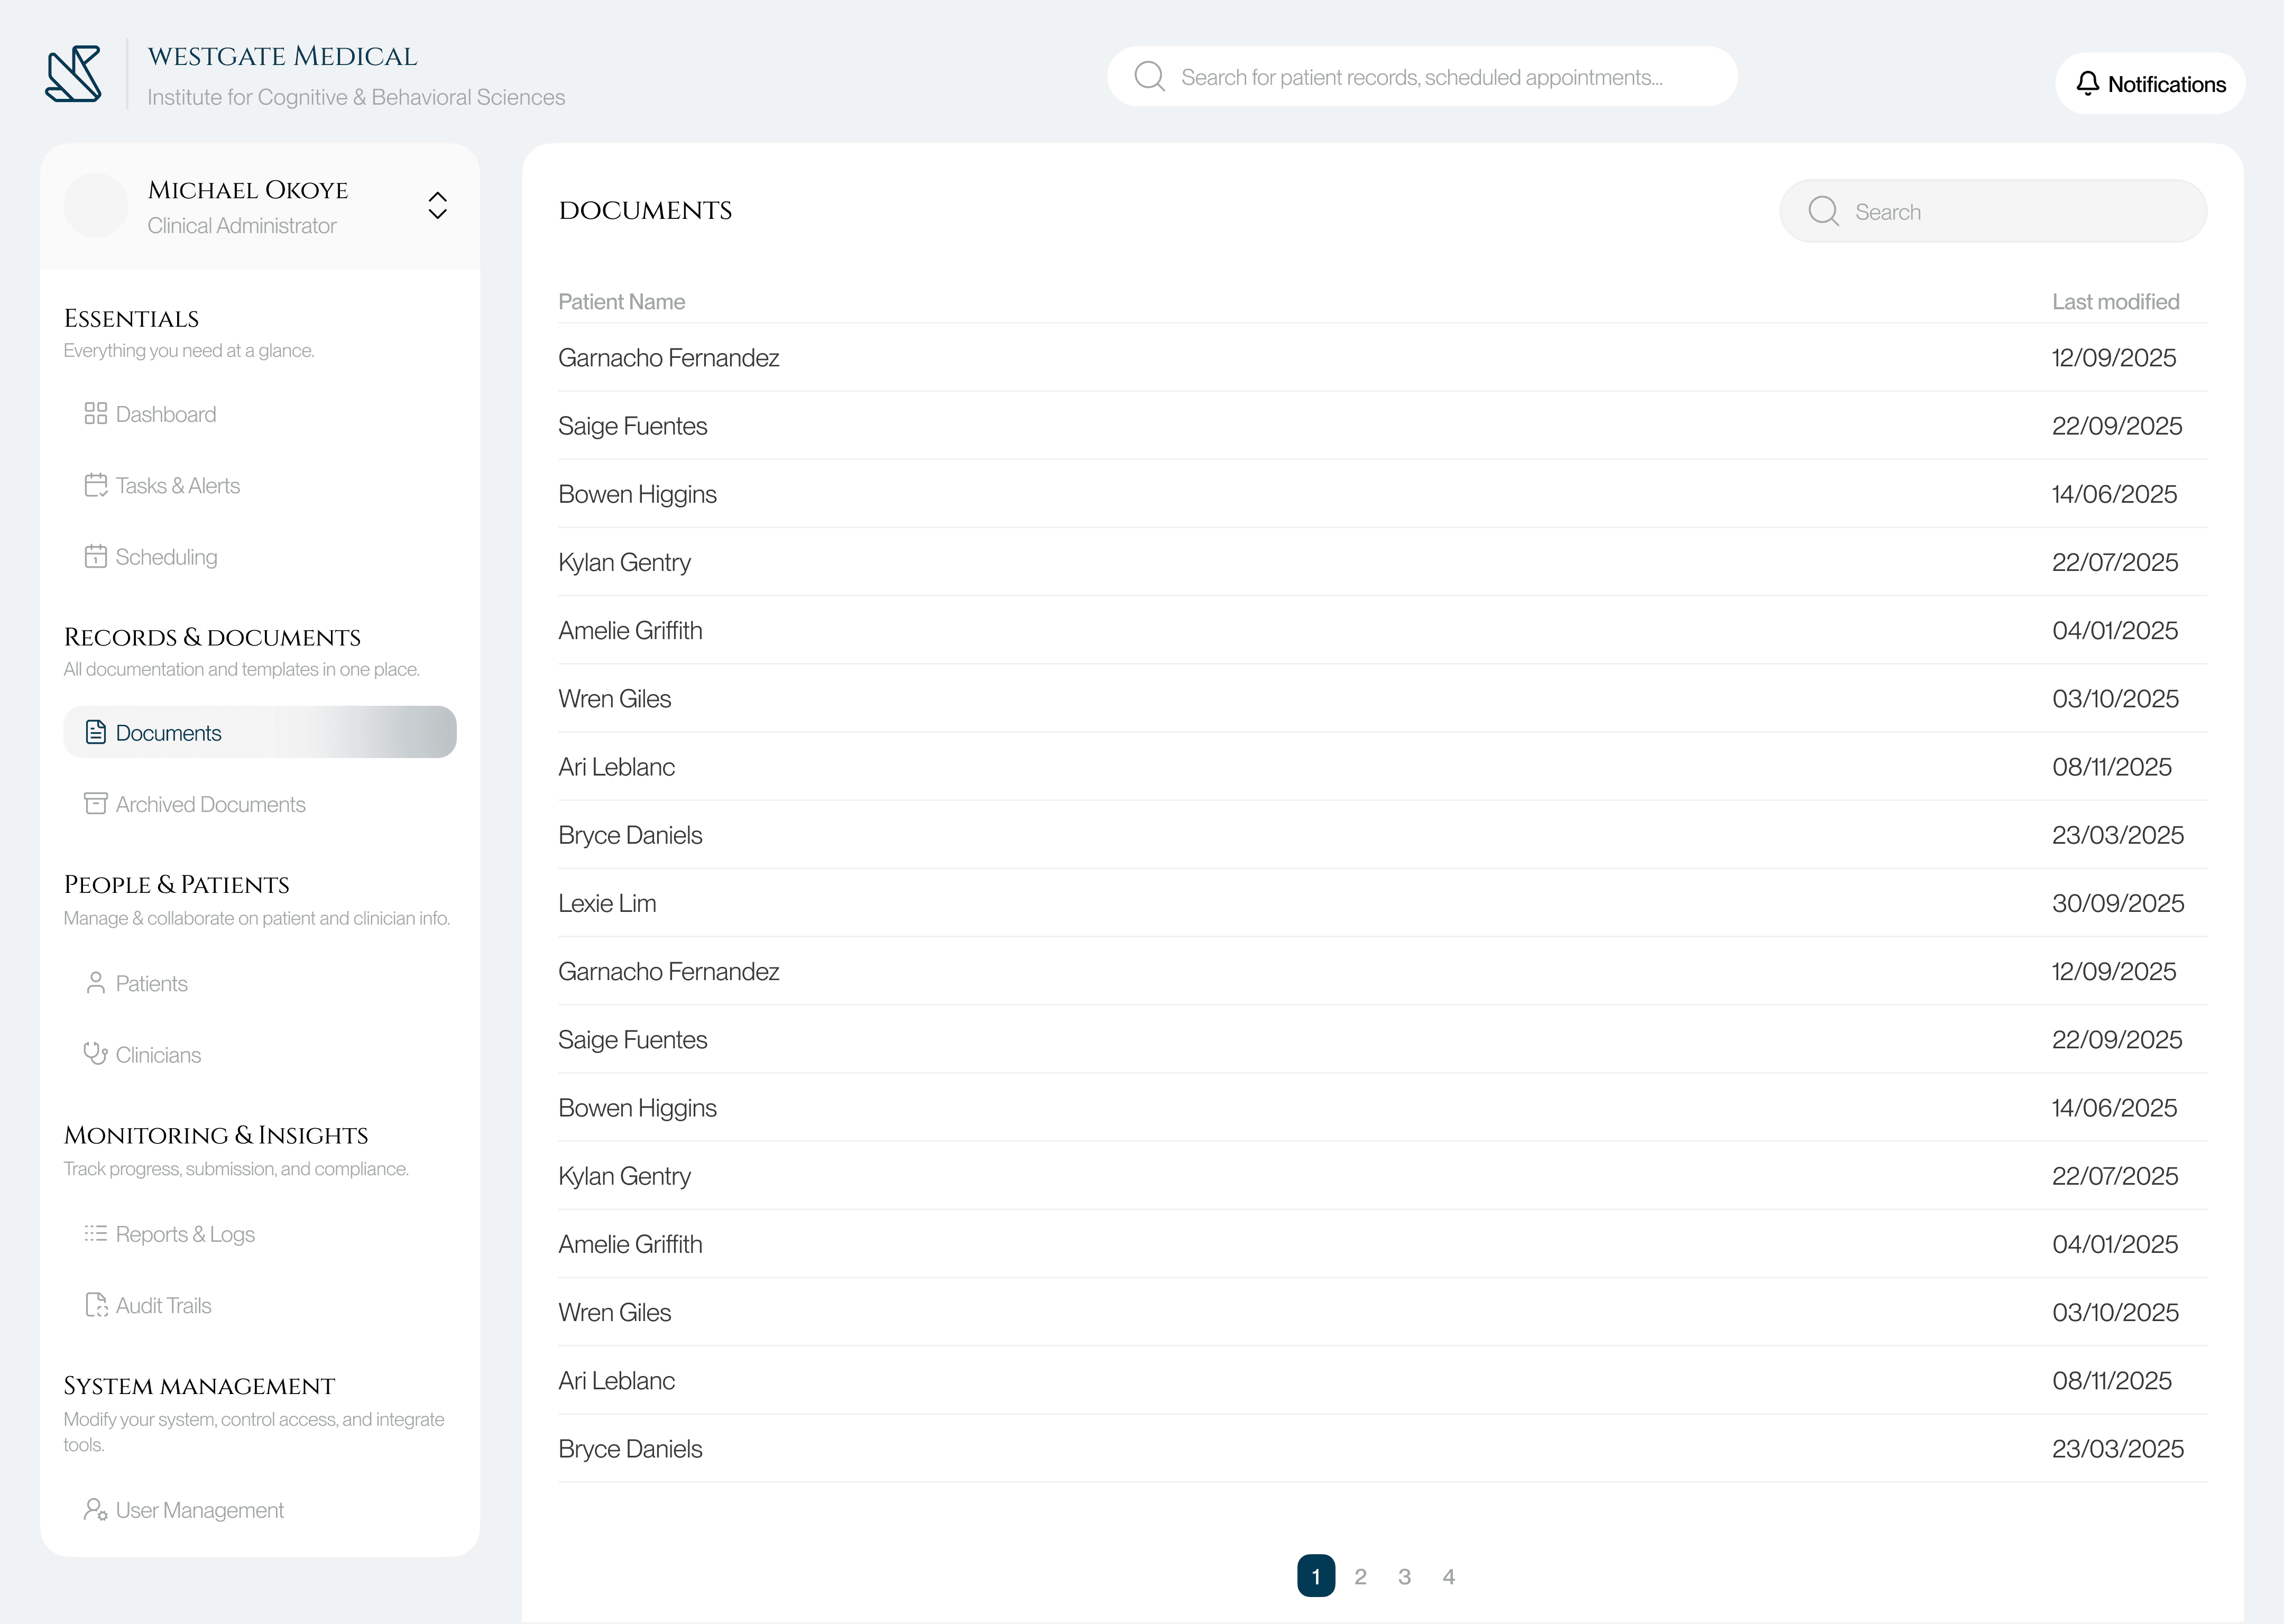 WESTGATE MEDICAL
Institute for Cognitive & Behavioral Sciences
Search for patient records, scheduled appointments...
Notifications
MICHAEL OKOYE
Clinical Administrator
ESSENTIALS
Everything you need at a glance.
Dashboard
Tasks & Alerts
Scheduling
RECORDS & DOCUMENTS
All documentation and templates in one place.
Documents
Archived Documents
PEOPLE & PATIENTS
Manage & collaborate on patient and clinician info.
Patients
Clinicians
MONITORING & INSIGHTS
Track progress, submission, and compliance.
Reports & Logs
Audit Trails
SYSTEM MANAGEMENT
Modify your system, control access, and integrate
tools.
User Management
DOCUMENTS
Search
Patient Name Last modified
Garnacho Fernandez 12/09/2025
Saige Fuentes 22/09/2025
Bowen Higgins 14/06/2025
Kylan Gentry 22/07/2025
Amelie Griffith 04/01/2025
Wren Giles 03/10/2025
Ari Leblanc 08/11/2025
Bryce Daniels 23/03/2025
Lexie Lim 30/09/2025
Garnacho Fernandez 12/09/2025
Saige Fuentes 22/09/2025
Bowen Higgins 14/06/2025
Kylan Gentry 22/07/2025
Amelie Griffith 04/01/2025
Wren Giles 03/10/2025
Ari Leblanc 08/11/2025
Bryce Daniels 23/03/2025
1 2 3 4